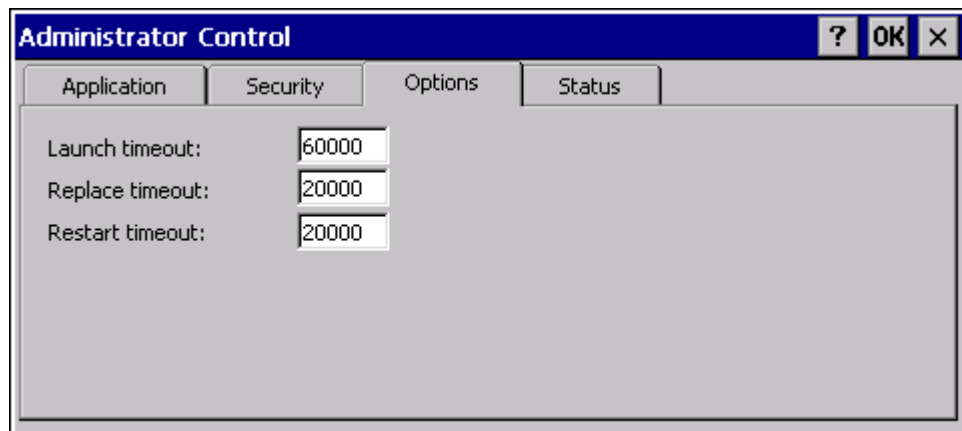 Administrator Control ? OK ×
Application Security Options Status
Launch timeout: 60000
Replace timeout: 20000
Restart timeout: 20000